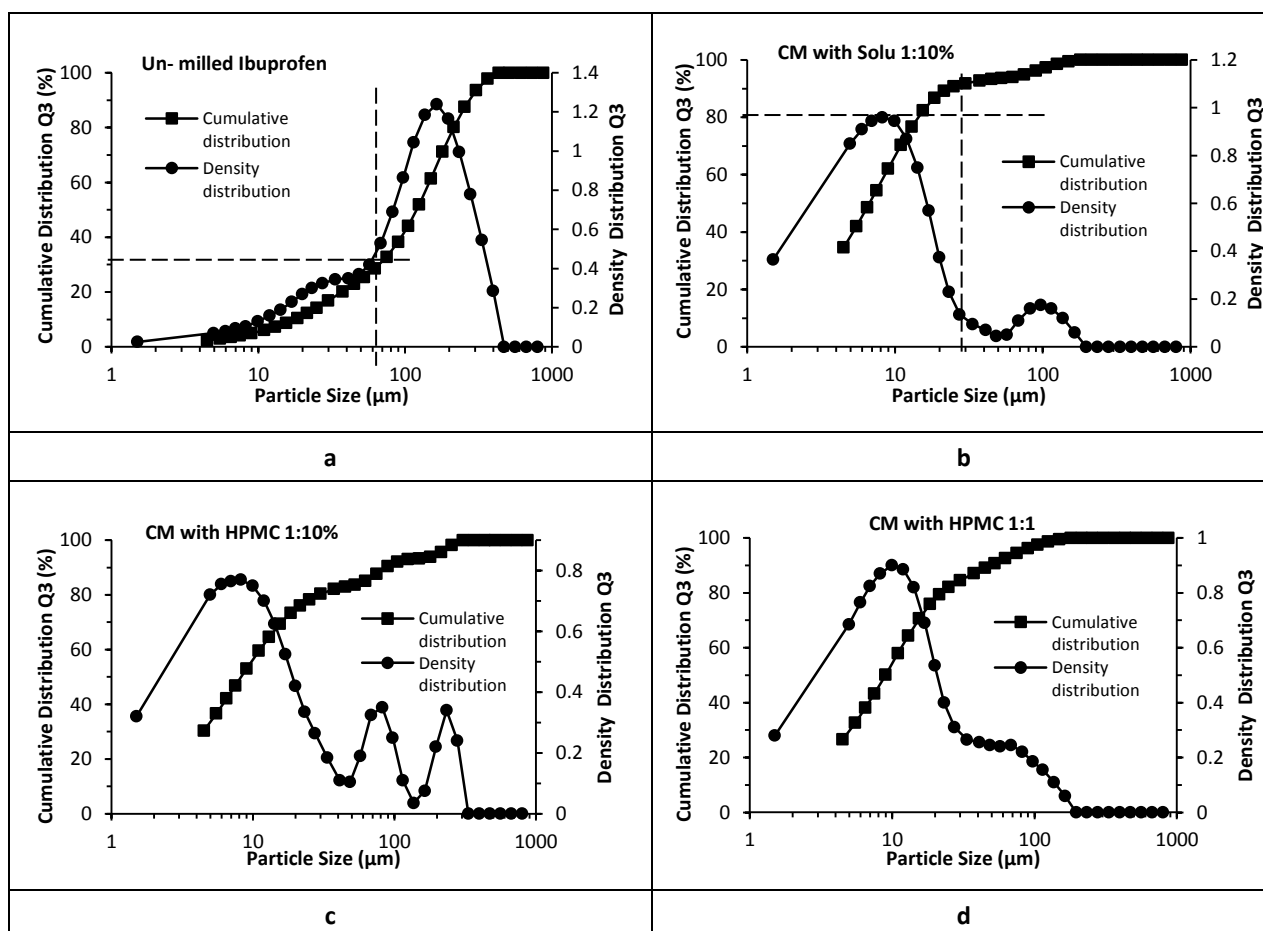 Un- milled Ibuprofen
Cumulative Distribution Q3 (%)
100
80
60
40
20
0
Cumulative
distribution
Density
distribution
1.4
1.2
1
0.8
0.6
0.4
0.2
0
Density Distribution Q3
1
10
100
1000
Particle Size (µm)
a
CM with Solu 1:10%
Cumulative Distribution Q3 (%)
100
80
60
40
20
0
Cumulative
distribution
Density
distribution
1.2
1
0.8
0.6
0.4
0.2
0
Density Distribution Q3
1
10
100
1000
Particle Size (µm)
b
CM with HPMC 1:10%
Cumulative Distribution Q3 (%)
100
80
60
40
20
0
Cumulative
distribution
Density
distribution
0.8
0.6
0.4
0.2
0
Density Distribution Q3
1
10
100
1000
Particle Size (µm)
c
CM with HPMC 1:1
Cumulative Distribution Q3 (%)
100
80
60
40
20
0
Cumulative
distribution
Density
distribution
1
0.8
0.6
0.4
0.2
0
Density Distribution Q3
1
10
100
1000
Particle Size (µm)
d